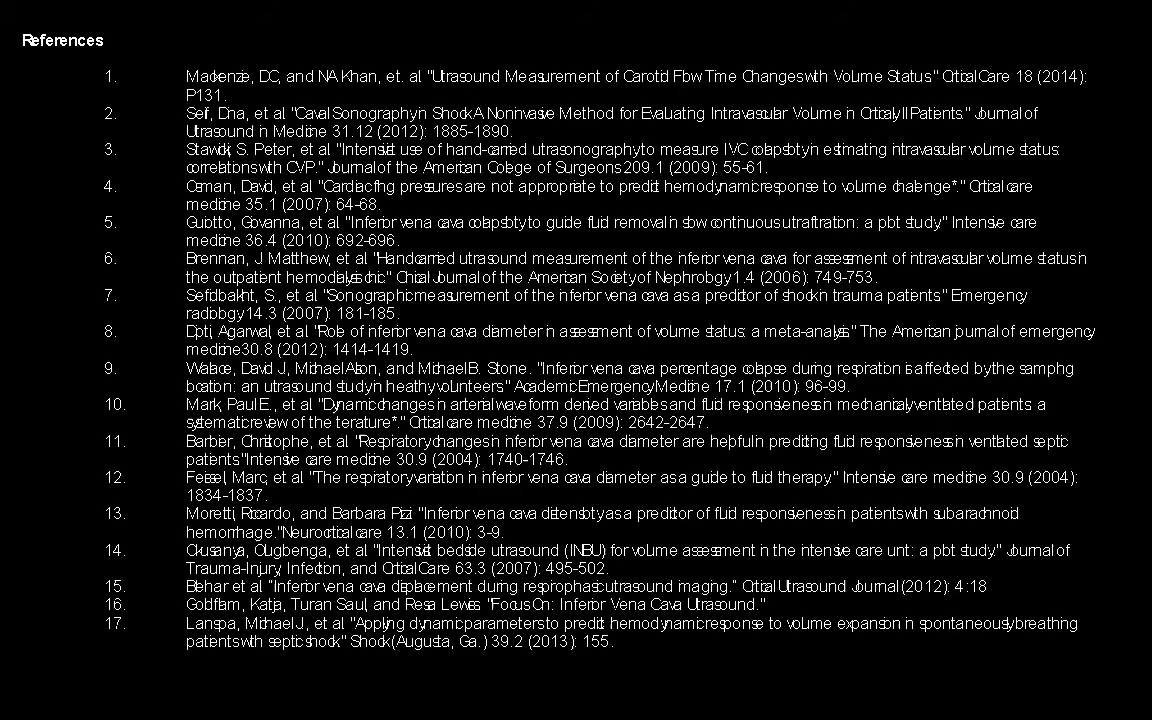 References
1. Mackenzie, DC, and NA Khan, et. al. "Ultrasound Measurement of Carotid Flow Time Changes with Volume Status." Critical Care 18 (2014):
P131.
2. Seif, Dina, et al. "Caval Sonography in Shock A Noninvasive Method for Evaluating Intravascular Volume in Critically Ill Patients." Journal of
Ultrasound in Medicine 31.12 (2012): 1885-1890.
3. Stawicki, S. Peter, et al. "Intensivist use of hand-carried ultrasonography to measure IVC collapsibility in estimating intravascular volume status:
correlations with CVP." Journal of the American College of Surgeons 209.1 (2009): 55-61.
4. Osman, David, et al. "Cardiac filling pressures are not appropriate to predict hemodynamic response to volume challenge*." Critical care
medicine 35.1 (2007): 64-68.
5. Guiotto, Giovanna, et al. "Inferior vena cava collapsibility to guide fluid removal in slow continuous ultrafiltration: a pilot study." Intensive care
medicine 36.4 (2010): 692-696.
6. Brennan, J. Matthew, et al. "Handcarried ultrasound measurement of the inferior vena cava for assessment of intravascular volume status in
the outpatient hemodialysis clinic." Clinical Journal of the American Society of Nephrology 1.4 (2006): 749-753.
7. Sefidbakht, S., et al. "Sonographic measurement of the inferior vena cava as a predictor of shock in trauma patients." Emergency
radiology 14.3 (2007): 181-185.
8. Dipti, Agarwal, et al. "Role of inferior vena cava diameter in assessment of volume status: a meta-analysis." The American journal of emergency
medicine 30.8 (2012): 1414-1419.
9. Wallace, David J., Michael Allison, and Michael B. Stone. "Inferior vena cava percentage collapse during respiration is affected by the sampling
location: an ultrasound study in healthy volunteers." Academic Emergency Medicine 17.1 (2010): 96-99.
10. Marik, Paul E., et al. "Dynamic changes in arterial waveform derived variables and fluid responsiveness in mechanically ventilated patients: a
systematic review of the literature*." Critical care medicine 37.9 (2009): 2642-2647.
11. Barbier, Christophe, et al. "Respiratory changes in inferior vena cava diameter are helpful in predicting fluid responsiveness in ventilated septic
patients." Intensive care medicine 30.9 (2004): 1740-1746.
12. Feissel, Marc, et al. "The respiratory variation in inferior vena cava diameter as a guide to fluid therapy." Intensive care medicine 30.9 (2004):
1834-1837.
13. Moretti, Riccardo, and Barbara Pizzi. "Inferior vena cava distensibility as a predictor of fluid responsiveness in patients with subarachnoid
hemorrhage." Neurocritical care 13.1 (2010): 3-9.
14. Ckusanya, Olugbenga, et al. "Intensivist bedside ultrasound (INBU) for volume assessment in the intensive care unit: a pilot study." Journal of
Trauma-Injury, Infection, and Critical Care 63.3 (2007): 495-502.
15. Blehar et al. "Inferior vena cava displacement during respirophasic ultrasound imaging." Critical Ultrasound Journal (2012): 4:18
16. Goldflam, Katja, Turan Saul, and Resa Lewiss. "Focus On: Inferior Vena Cava Ultrasound."
17. Lanspa, Michael J., et al. "Applying dynamic parameters to predict hemodynamic response to volume expansion in spontaneously breathing
patients with septic shock." Shock (Augusta, Ga.) 39.2 (2013): 155.